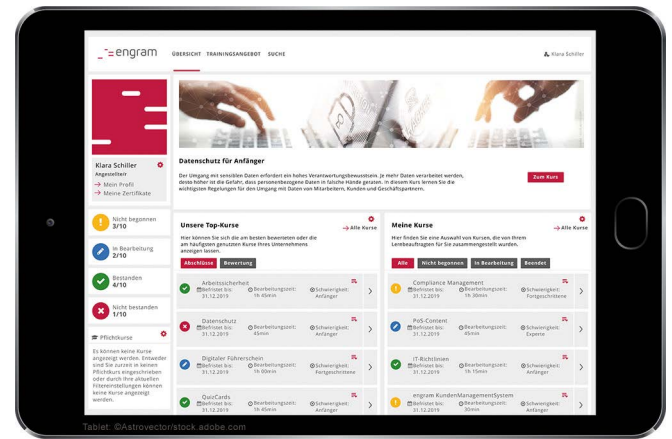 engram
ÜBERSICHT TRAININGSANGEBOT SUCHE
Klara Schiller
Klara Schiller
Angestellte/r
→ Mein Profil
→ Meine Zertifikate
Nicht begonnen
3/10
In Bearbeitung
2/10
Bestanden
4/10
Nicht bestanden
1/10
Pflichtkurse
Es können keine Kurse
angezeigt werden. Entweder
sind Sie zurzeit in keinen
Pflichtkurs eingeschrieben
oder durch Ihre aktuellen
Filtereinstellungen können
keine Kurse angezeigt
werden.
Datenschutz für Anfänger
Der Umgang mit sensiblen Daten erfordert ein hohes Verantwortungsbewusstsein. Je mehr Daten verarbeitet werden,
desto höher ist die Gefahr, dass personenbezogene Daten in falsche Hände geraten. In diesem Kurs lernen Sie die
wichtigsten Regelungen für den Umgang mit Daten von Mitarbeitern, Kunden und Geschäftspartnern.
Zum Kurs
Unsere Top-Kurse
→ Alle Kurse
Hier können Sie sich die am besten bewerteten oder die
am häufigsten genutzten Kurse Ihres Unternehmens
anzeigen lassen.
Abschlüsse Bewertung
Arbeitssicherheit
Befristet bis: Bearbeitungszeit: Schwierigkeit:
31.12.2019 1h 45min Anfänger
Datenschutz
Befristet bis: Bearbeitungszeit: Schwierigkeit:
31.12.2019 45min Anfänger
Digitaler Führerschein
Befristet bis: Bearbeitungszeit: Schwierigkeit:
31.12.2019 1h 00min Fortgeschrittene
QuizCards
Befristet bis: Bearbeitungszeit: Schwierigkeit:
31.12.2019 1h 45min Anfänger
Meine Kurse
→ Alle Kurse
Hier finden Sie eine Auswahl von Kursen, die von Ihrem
Lernbeauftragten für Sie zusammengestellt wurden.
Alle Nicht begonnen In Bearbeitung Beendet
Compliance Management
Befristet bis: Bearbeitungszeit: Schwierigkeit:
31.12.2019 1h 30min Fortgeschrittene
PoS-Content
Befristet bis: Bearbeitungszeit: Schwierigkeit:
31.12.2019 45min Experte
IT-Richtlinien
Befristet bis: Bearbeitungszeit: Schwierigkeit:
31.12.2019 1h 15min Anfänger
engram KundenManagementSystem
Befristet bis: Bearbeitungszeit: Schwierigkeit:
31.12.2019 30min Anfänger
Tablet: ©Astrovector/stock.adobe.com